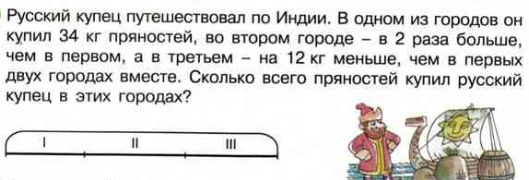 Русский купец путешествовал по Индии. В одном из городов он
купил 34 кг пряностей, во втором городе – в 2 раза больше,
чем в первом, а в третьем – на 12 кг меньше, чем в первых
двух городах вместе. Сколько всего пряностей купил русский
купец в этих городах?
I II III